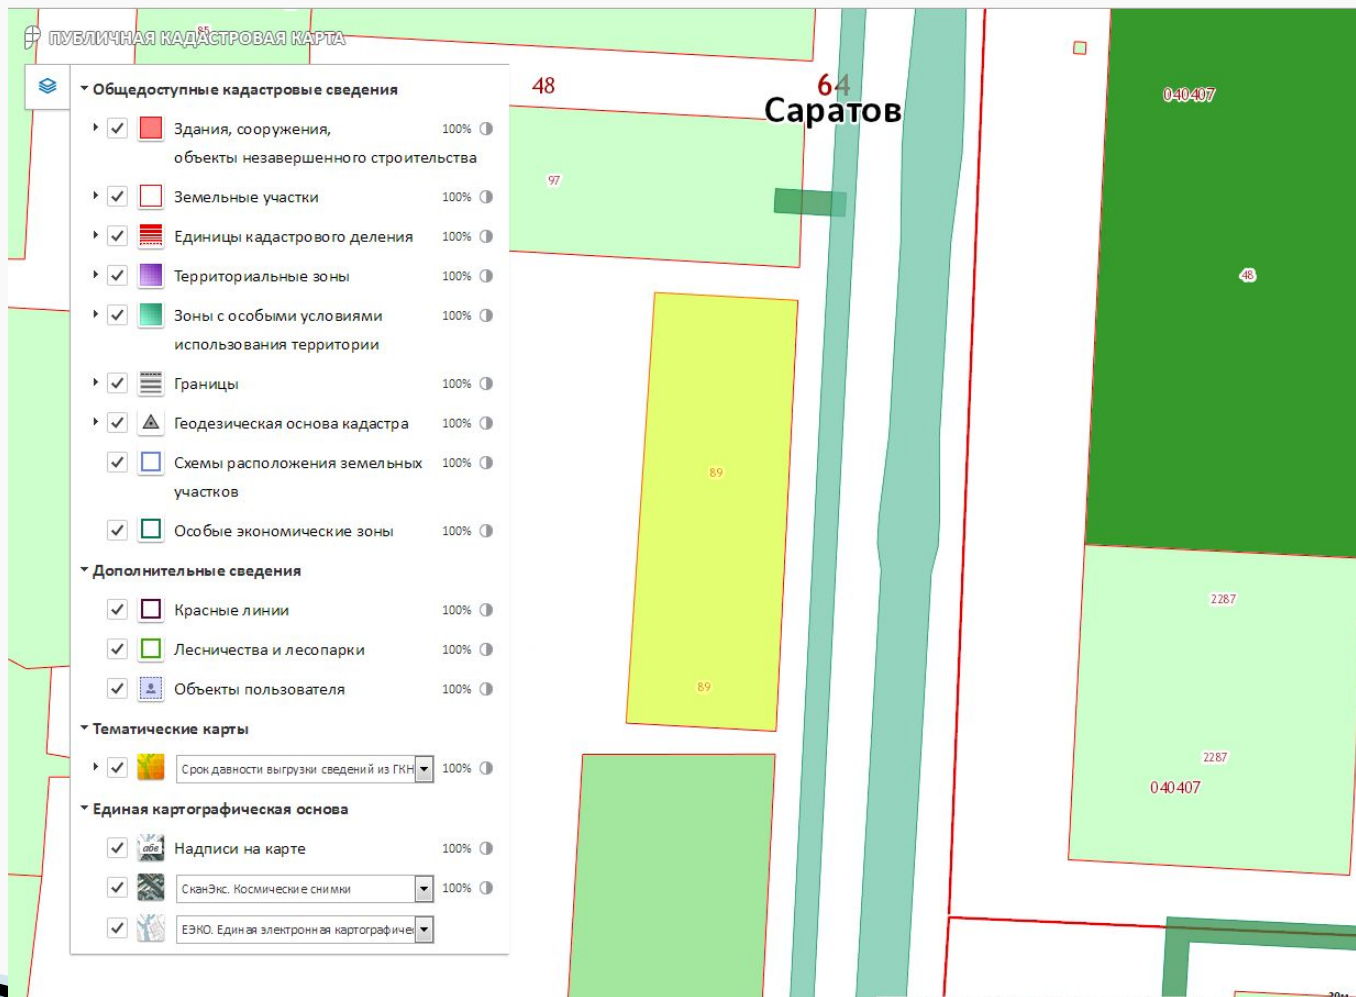 85
ПУБЛИЧНАЯ КАДАСТРОВАЯ КАРТА
Общедоступные кадастровые сведения
Здания, сооружения,
объекты незавершенного строительства
100%
Земельные участки
100%
Единицы кадастрового деления
100%
Территориальные зоны
100%
Зоны с особыми условиями
использования территории
100%
Границы
100%
Геодезическая основа кадастра
100%
Схемы расположения земельных
участков
100%
Особые экономические зоны
100%
Дополнительные сведения
Красные линии
100%
Лесничества и лесопарки
100%
Объекты пользователя
100%
Тематические карты
Срок давности выгрузки сведений из ГКН
100%
Единая картографическая основа
абв
Надписи на карте
100%
СканЭкс. Космические снимки
100%
ЕЭКО. Единая электронная картографиче
48
64
Саратов
97
040407
48
89
89
2287
2287
040407